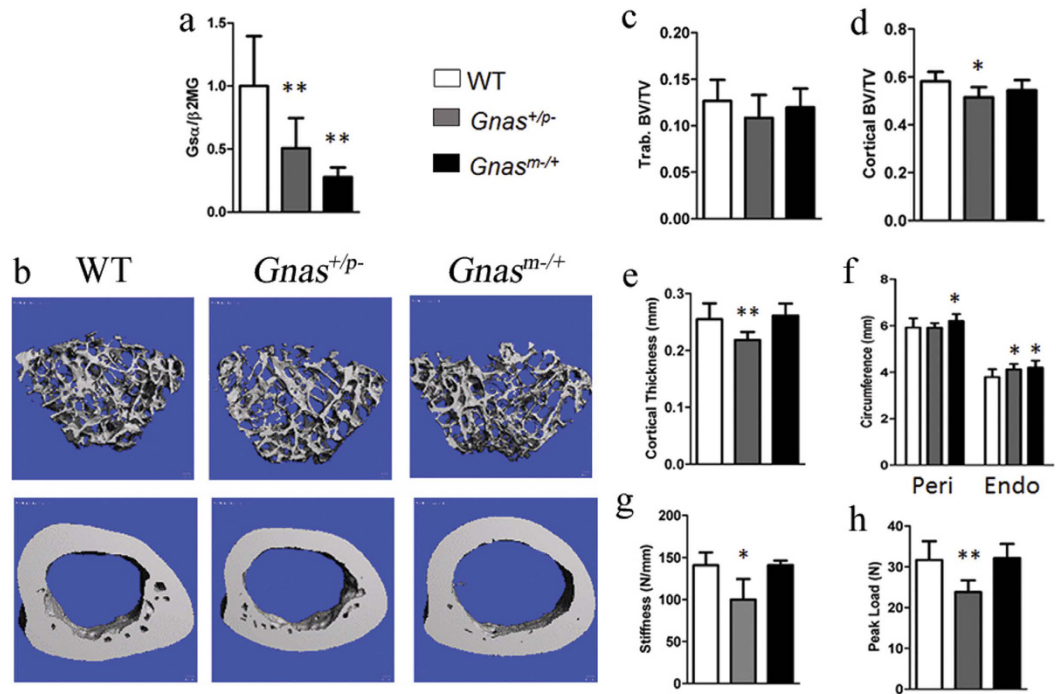 a
1.5
1.0
0.5
0.0
Gsα/β2MG
**
**
WT
Gnas+/p-
Gnasm-/+
c
0.20
0.15
0.10
0.05
0.00
Trab. BV/TV
d
0.8
0.6
0.4
0.2
0.0
Cortical BV/TV
*
b
WT
Gnas+/p-
Gnasm-/+
e
0.3
0.2
0.1
0.0
Cortical Thickness (mm)
**
f
8
6
4
2
0
Circumference (mm)
*
* *
Peri Endo
g
200
150
100
50
0
Stiffness (N/mm)
*
h
40
30
20
10
0
Peak Load (N)
**